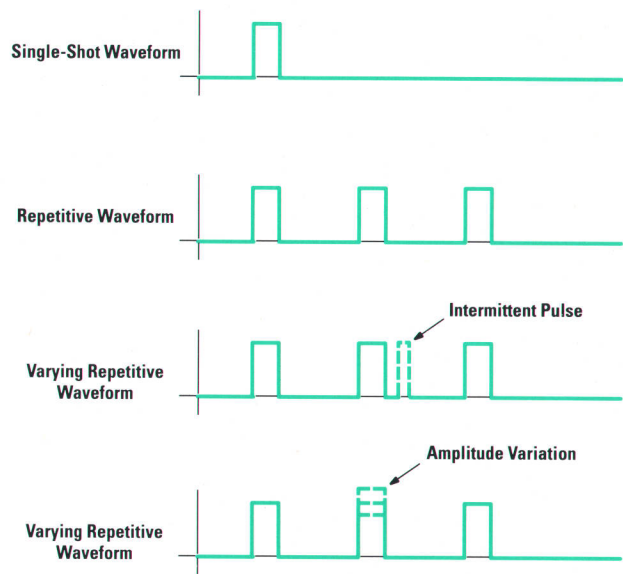 Single-Shot Waveform
Repetitive Waveform
Intermittent Pulse
Varying Repetitive
Waveform
Amplitude Variation
Varying Repetitive
Waveform